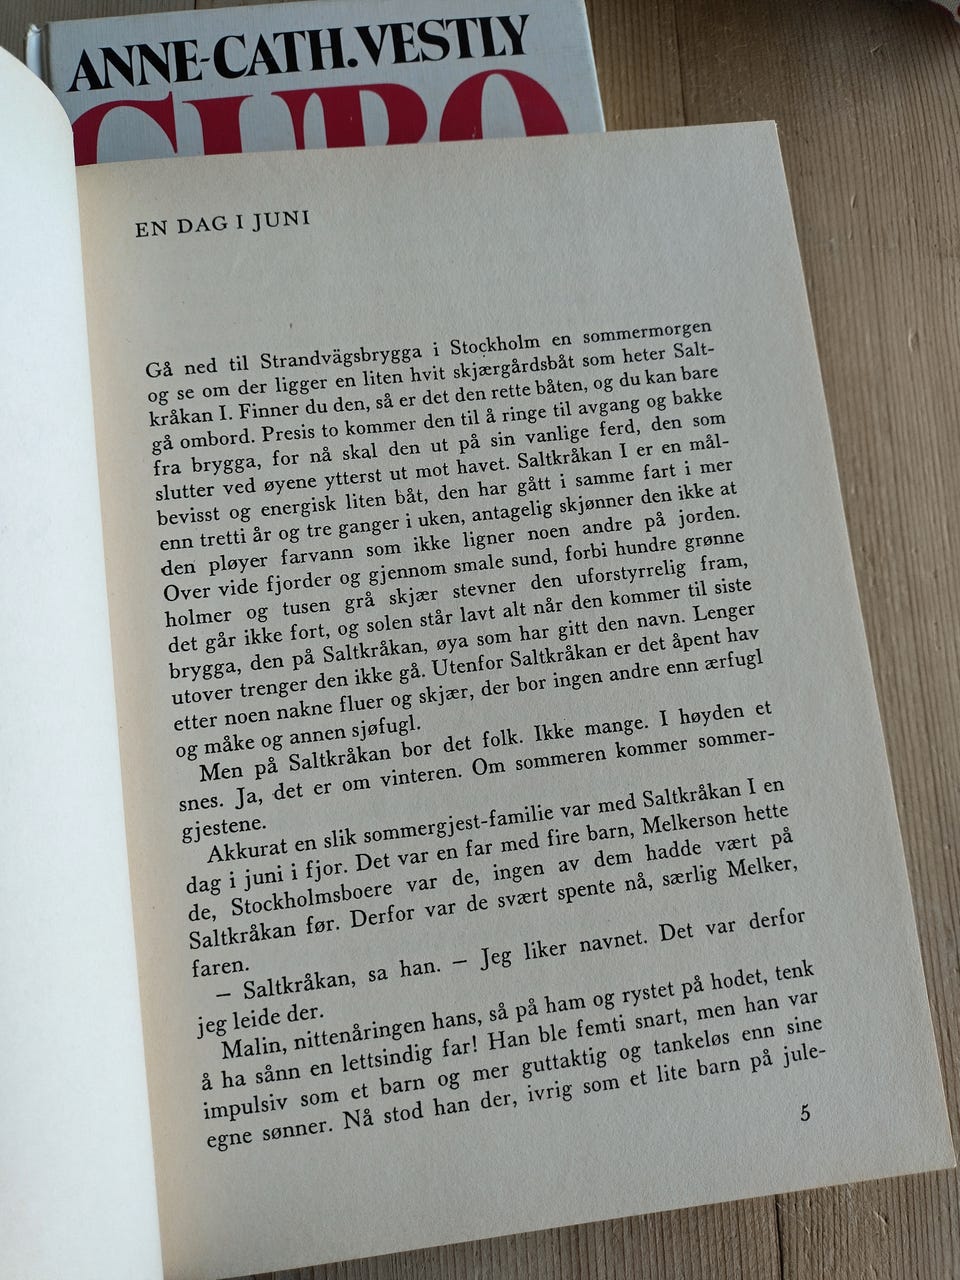 ANNE-CATH. VESTLY
GURO
EN DAG I JUNI
Gå ned til Strandvägsbrygga i Stockholm en sommermorgen
og se om der ligger en liten hvit skjærgårdsbåt som heter Salt-
kråkan I. Finner du den, så er det den rette båten, og du kan bare
gå ombord. Presis to kommer den til å ringe til avgang og bakke
fra brygga, for nå skal den ut på sin vanlige ferd, den som
slutter ved øyene ytterst ut mot havet. Saltkråkan I er en mål-
bevisst og energisk liten båt, den har gått i samme fart i mer
enn tretti år og tre ganger i uken, antagelig skjønner den ikke at
den pløyer farvann som ikke ligner noen andre på jorden.
Over vide fjorder og gjennom smale sund, forbi hundre grønne
holmer og tusen grå skjær stevner den uforstyrrelig fram,
det går ikke fort, og solen står lavt alt når den kommer til siste
brygga, den på Saltkråkan, øya som har gitt den navn. Lenger
utover trenger den ikke gå. Utenfor Saltkråkan er det åpent hav
etter noen nakne fluer og skjær, der bor ingen andre enn ærfugl
og måke og annen sjøfugl.
Men på Saltkråkan bor det folk. Ikke mange. I høyden et
snes. Ja, det er om vinteren. Om sommeren kommer sommer-
gjestene.
Akkurat en slik sommergjest-familie var med Saltkråkan I en
dag i juni i fjor. Det var en far med fire barn, Melkerson hette
de, Stockholmsboere var de, ingen av dem hadde vært på
Saltkråkan før. Derfor var de svært spente nå, særlig Melker,
faren.
— Saltkråkan, sa han. — Jeg liker navnet. Det var derfor
jeg leide der.
Malin, nittenåringen hans, så på ham og rystet på hodet, tenk
å ha sånn en lettsindig far! Han ble femti snart, men han var
impulsiv som et barn og mer guttaktig og tankeløs enn sine
egne sønner. Nå stod han der, ivrig som et lite barn på jule-
5